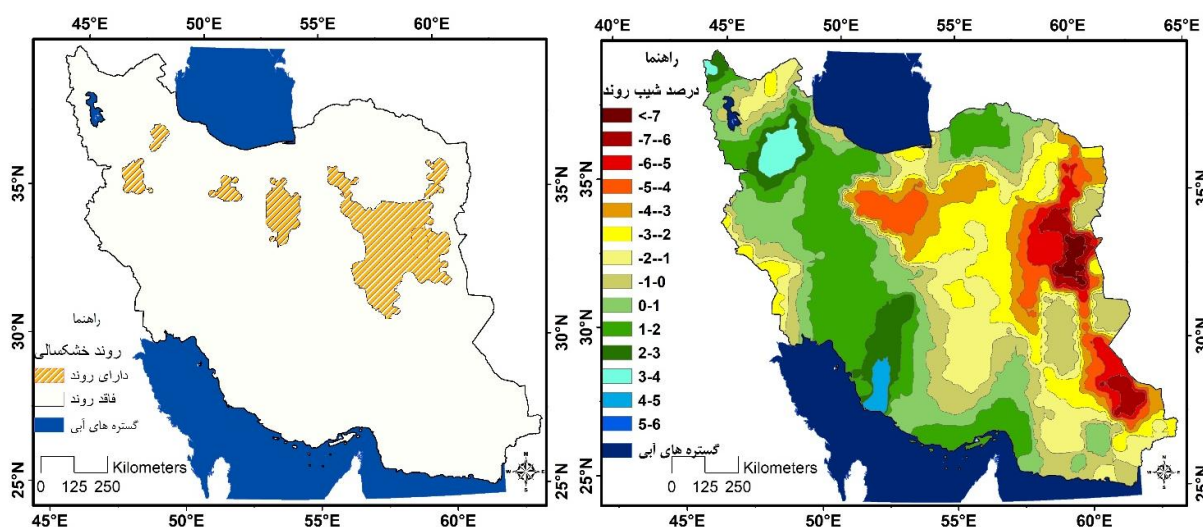 45°E 50°E 55°E 60°E
35°N
30°N
25°N
35°N
30°N
25°N
راهنما
روند خشکسالی
دارای روند
فاقد روند
گستره های آبی
Kilometers
0 125 250
N
W E
S
45°E 50°E 55°E 60°E
45°E 50°E 55°E 60°E 65°E
راهنما
درصد شیب روند
<-7
-7--6
-6--5
-5--4
-4--3
-3--2
-2--1
-1-0
0-1
1-2
2-3
3-4
4-5
5-6
گستره های آبی
35°N
30°N
25°N
35°N
30°N
25°N
Kilometers
0 125 250
N
W E
S
45°E 50°E 55°E 60°E